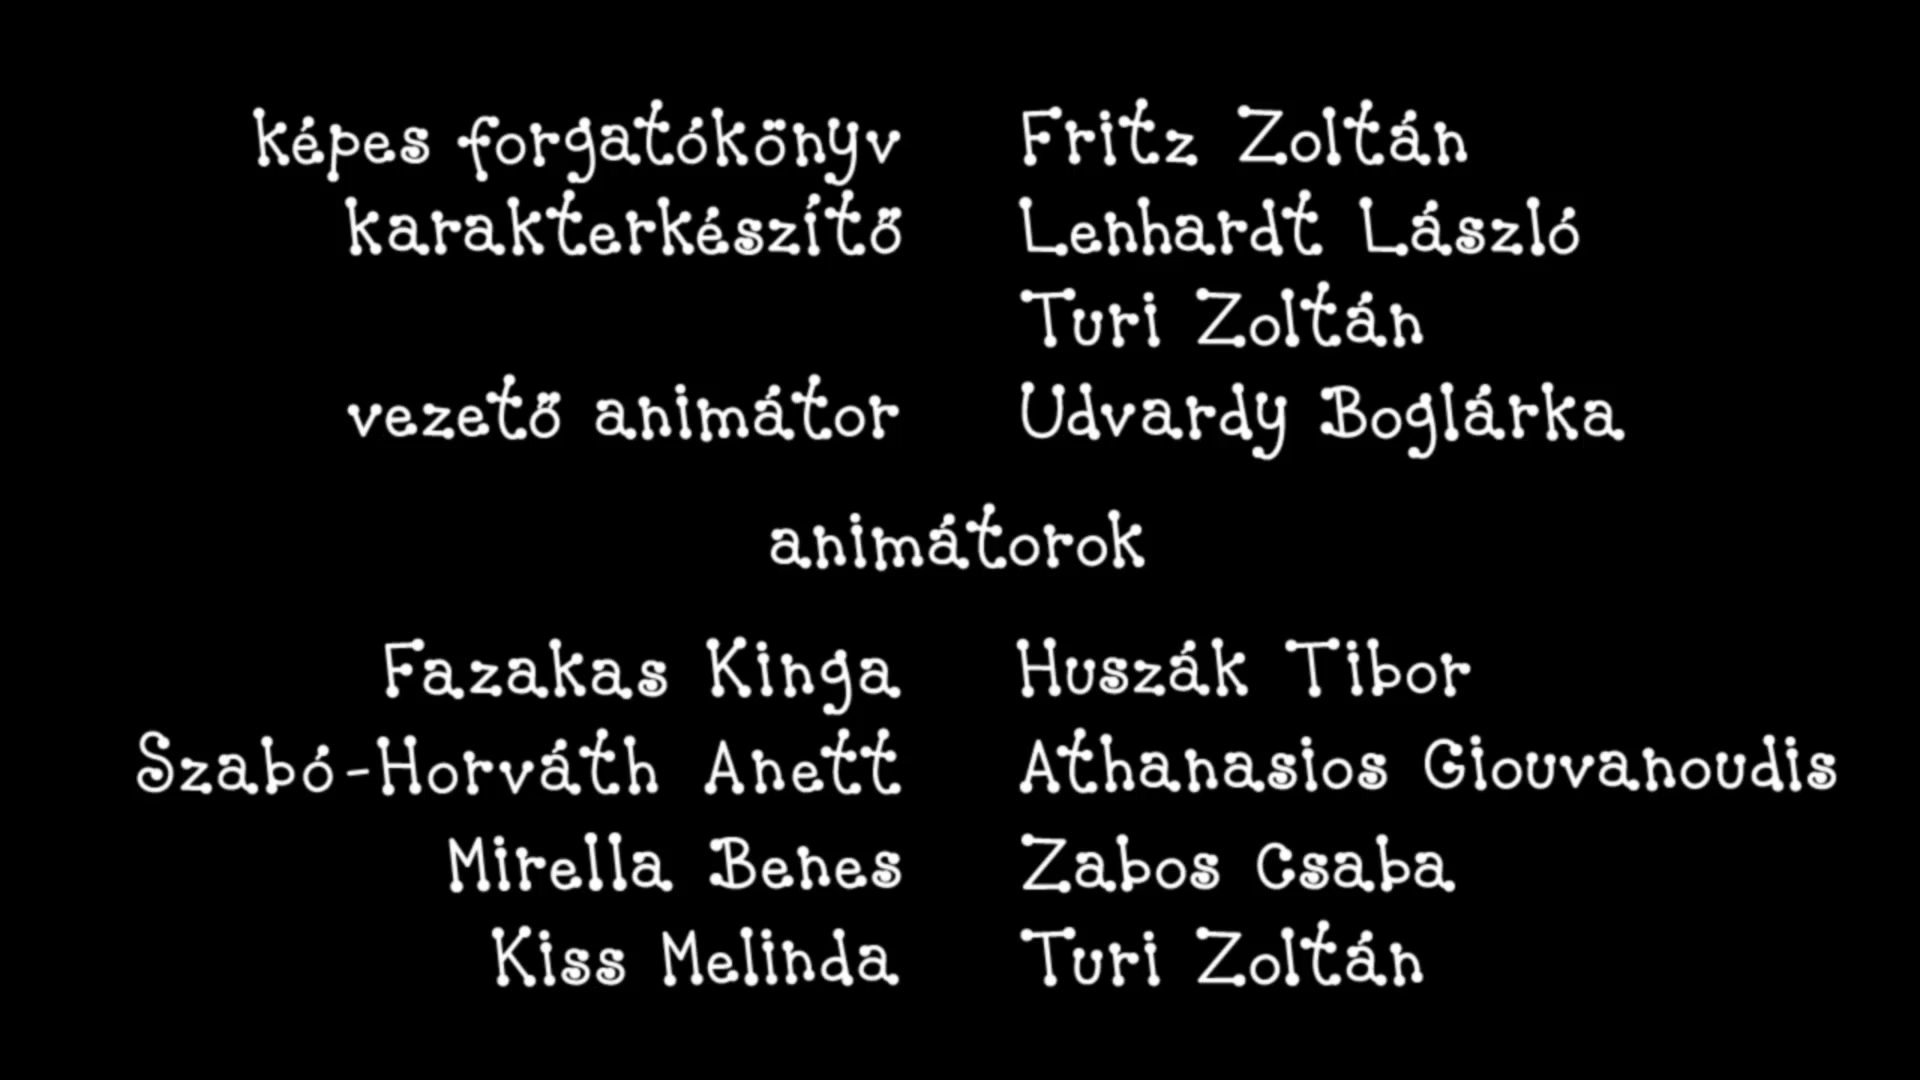 képes forgatókönyv Fritz Zoltán
karakterkészítő Lenhardt László
Turi Zoltán
vezető animátor Udvardy Boglárka
animátorok
Fazakas Kinga Huszák Tibor
Szabó-Horváth Anett Athanasios Giouvanoudis
Mirella Benes Zabos Csaba
Kiss Melinda Turi Zoltán